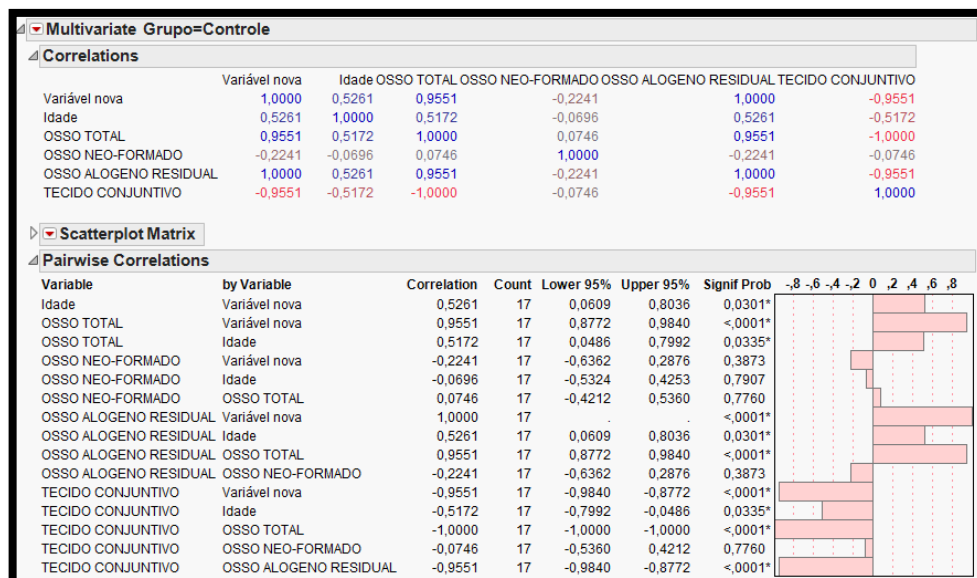 Multivariate Grupo=Controle
Correlations
Variável nova Idade OSSO TOTAL OSSO NEO-FORMADO OSSO ALOGENO RESIDUAL TECIDO CONJUNTIVO
Variável nova 1,0000 0,5261 0,9551 -0,2241 1,0000 -0,9551
Idade 0,5261 1,0000 0,5172 -0,0696 0,5261 -0,5172
OSSO TOTAL 0,9551 0,5172 1,0000 0,0746 0,9551 -1,0000
OSSO NEO-FORMADO -0,2241 -0,0696 0,0746 1,0000 -0,2241 -0,0746
OSSO ALOGENO RESIDUAL 1,0000 0,5261 0,9551 -0,2241 1,0000 -0,9551
TECIDO CONJUNTIVO -0,9551 -0,5172 -1,0000 -0,0746 -0,9551 1,0000
Scatterplot Matrix
Pairwise Correlations
Variable by Variable Correlation Count Lower 95% Upper 95% Signif Prob -,8 -,6 -,4 -,2 0 ,2 ,4 ,6 ,8
Idade Variável nova 0,5261 17 0,0609 0,8036 0,0301*
OSSO TOTAL Variável nova 0,9551 17 0,8772 0,9840 <,0001*
OSSO TOTAL Idade 0,5172 17 0,0486 0,7992 0,0335*
OSSO NEO-FORMADO Variável nova -0,2241 17 -0,6362 0,2876 0,3873
OSSO NEO-FORMADO Idade -0,0696 17 -0,5324 0,4253 0,7907
OSSO NEO-FORMADO OSSO TOTAL 0,0746 17 -0,4212 0,5360 0,7760
OSSO ALOGENO RESIDUAL Variável nova 1,0000 17 . . <,0001*
OSSO ALOGENO RESIDUAL Idade 0,5261 17 0,0609 0,8036 0,0301*
OSSO ALOGENO RESIDUAL OSSO TOTAL 0,9551 17 0,8772 0,9840 <,0001*
OSSO ALOGENO RESIDUAL OSSO NEO-FORMADO -0,2241 17 -0,6362 0,2876 0,3873
TECIDO CONJUNTIVO Variável nova -0,9551 17 -0,9840 -0,8772 <,0001*
TECIDO CONJUNTIVO Idade -0,5172 17 -0,7992 -0,0486 0,0335*
TECIDO CONJUNTIVO OSSO TOTAL -1,0000 17 -1,0000 -1,0000 <,0001*
TECIDO CONJUNTIVO OSSO NEO-FORMADO -0,0746 17 -0,5360 0,4212 0,7760
TECIDO CONJUNTIVO OSSO ALOGENO RESIDUAL -0,9551 17 -0,9840 -0,8772 <,0001*